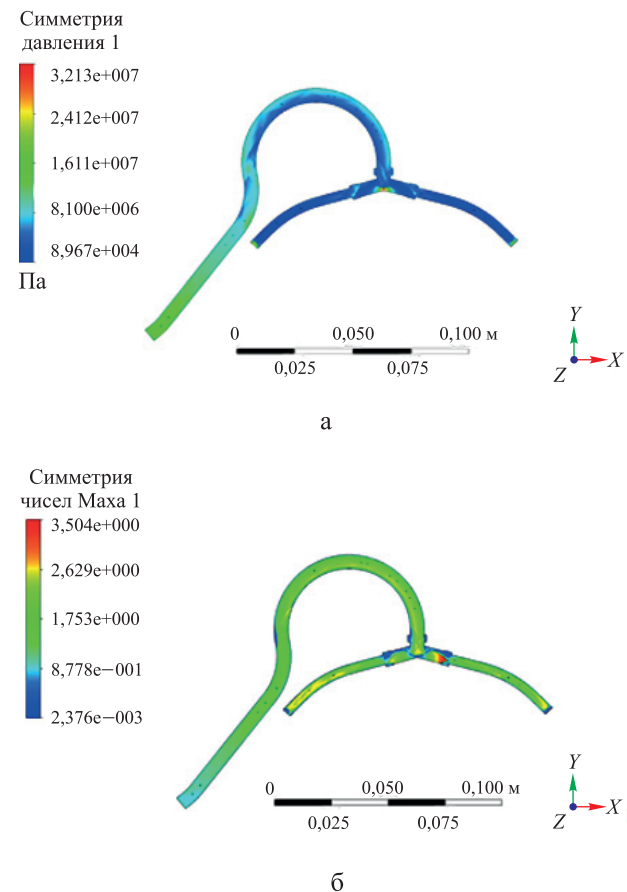 Симметрия
давления 1
3,213e+007
2,412e+007
1,611e+007
8,100e+006
8,967e+004
Па
0
0,050
0,100 м
0,025
0,075
Y
X
Z
а
Симметрия
чисел Маха 1
3,504e+000
2,629e+000
1,753e+000
8,778e−001
2,376e−003
0
0,050
0,100 м
0,025
0,075
Y
X
Z
б